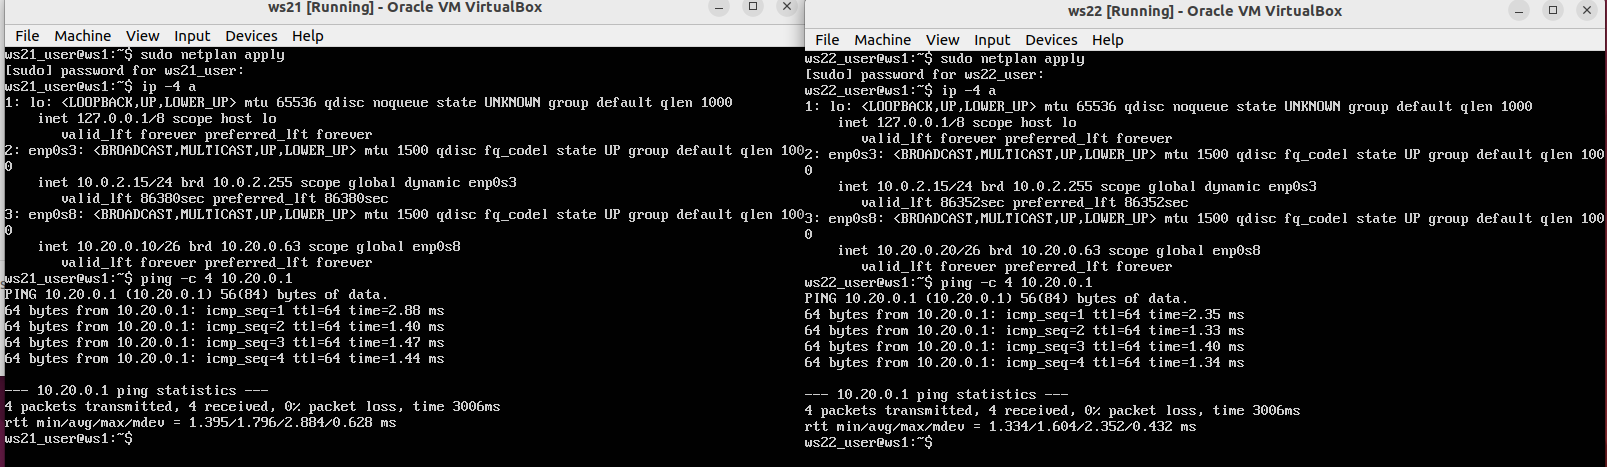 ws21 [Running] - Oracle VM VirtualBox
File Machine View Input Devices Help
ws21_user@ws1:~$ sudo netplan apply
[sudo] password for ws21_user:
ws21_user@ws1:~$ ip -4 a
1: lo: <LOOPBACK,UP,LOWER_UP> mtu 65536 qdisc noqueue state UNKNOWN group default qlen 1000
    inet 127.0.0.1/8 scope host lo
       valid_lft forever preferred_lft forever
2: enp0s3: <BROADCAST,MULTICAST,UP,LOWER_UP> mtu 1500 qdisc fq_codel state UP group default qlen 100
0
    inet 10.0.2.15/24 brd 10.0.2.255 scope global dynamic enp0s3
       valid_lft 86380sec preferred_lft 86380sec
3: enp0s8: <BROADCAST,MULTICAST,UP,LOWER_UP> mtu 1500 qdisc fq_codel state UP group default qlen 100
0
    inet 10.20.0.10/26 brd 10.20.0.63 scope global enp0s8
       valid_lft forever preferred_lft forever
ws21_user@ws1:~$ ping -c 4 10.20.0.1
PING 10.20.0.1 (10.20.0.1) 56(84) bytes of data.
64 bytes from 10.20.0.1: icmp_seq=1 ttl=64 time=2.88 ms
64 bytes from 10.20.0.1: icmp_seq=2 ttl=64 time=1.40 ms
64 bytes from 10.20.0.1: icmp_seq=3 ttl=64 time=1.47 ms
64 bytes from 10.20.0.1: icmp_seq=4 ttl=64 time=1.44 ms
--- 10.20.0.1 ping statistics ---
4 packets transmitted, 4 received, 0% packet loss, time 3006ms
rtt min/avg/max/mdev = 1.395/1.796/2.884/0.628 ms
ws21_user@ws1:~$
ws22 [Running] - Oracle VM VirtualBox
File Machine View Input Devices Help
ws22_user@ws1:~$ sudo netplan apply
[sudo] password for ws22_user:
ws22_user@ws1:~$ ip -4 a
1: lo: <LOOPBACK,UP,LOWER_UP> mtu 65536 qdisc noqueue state UNKNOWN group default qlen 1000
    inet 127.0.0.1/8 scope host lo
       valid_lft forever preferred_lft forever
2: enp0s3: <BROADCAST,MULTICAST,UP,LOWER_UP> mtu 1500 qdisc fq_codel state UP group default qlen 100
0
    inet 10.0.2.15/24 brd 10.0.2.255 scope global dynamic enp0s3
       valid_lft 86352sec preferred_lft 86352sec
3: enp0s8: <BROADCAST,MULTICAST,UP,LOWER_UP> mtu 1500 qdisc fq_codel state UP group default qlen 100
0
    inet 10.20.0.20/26 brd 10.20.0.63 scope global enp0s8
       valid_lft forever preferred_lft forever
ws22_user@ws1:~$ ping -c 4 10.20.0.1
PING 10.20.0.1 (10.20.0.1) 56(84) bytes of data.
64 bytes from 10.20.0.1: icmp_seq=1 ttl=64 time=2.35 ms
64 bytes from 10.20.0.1: icmp_seq=2 ttl=64 time=1.33 ms
64 bytes from 10.20.0.1: icmp_seq=3 ttl=64 time=1.40 ms
64 bytes from 10.20.0.1: icmp_seq=4 ttl=64 time=1.34 ms
--- 10.20.0.1 ping statistics ---
4 packets transmitted, 4 received, 0% packet loss, time 3006ms
rtt min/avg/max/mdev = 1.334/1.604/2.352/0.432 ms
ws22_user@ws1:~$